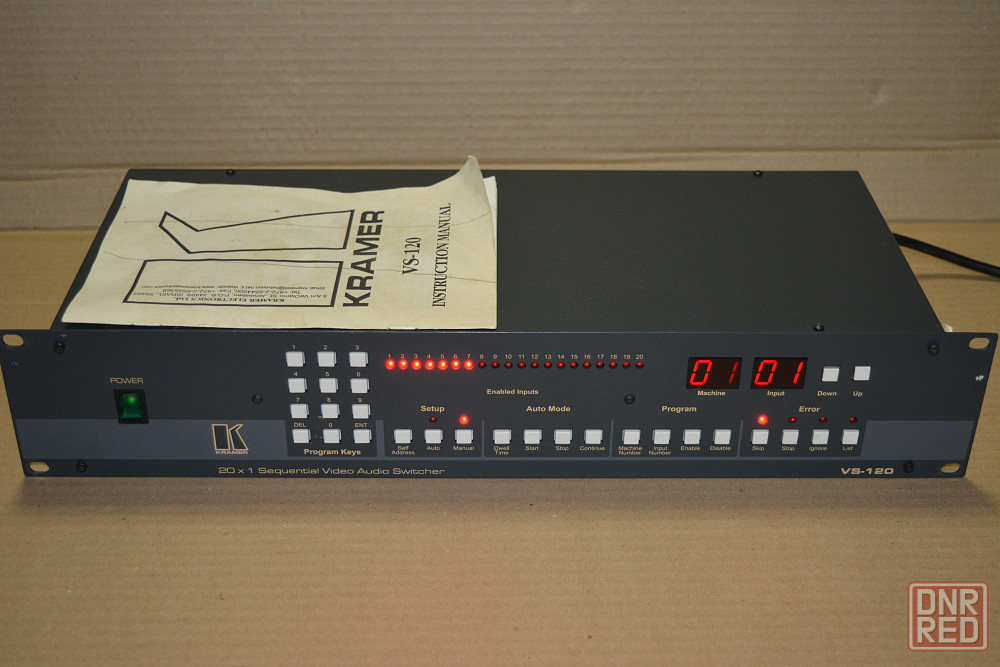 KRAMER
VS-120
INSTRUCTION MANUAL
KRAMER ELECTRONICS Ltd.
POWER
1 2 3
4 5 6
7 8 9
DEL 0 ENT
Program Keys
1 2 3 4 5 6 7 8 9 10 11 12 13 14 15 16 17 18 19 20
Enabled Inputs
01 01
Machine Input Down Up
Setup Auto Mode Program Error
Self Address Auto Manual
Dwell Time Start Stop Continue
Machine Number Input Number Enable Disable
Skip Stop Ignore List
K
KRAMER
20 x 1 Sequential Video Audio Switcher
VS-120
DNR
RED